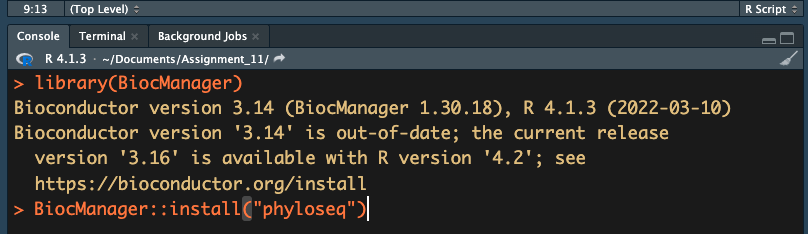 9:13 (Top Level) R Script
Console Terminal Background Jobs
R 4.1.3 · ~/Documents/Assignment_11/
> library(BiocManager)
Bioconductor version 3.14 (BiocManager 1.30.18), R 4.1.3 (2022-03-10)
Bioconductor version '3.14' is out-of-date; the current release
version '3.16' is available with R version '4.2'; see
https://bioconductor.org/install
> BiocManager::install("phyloseq")